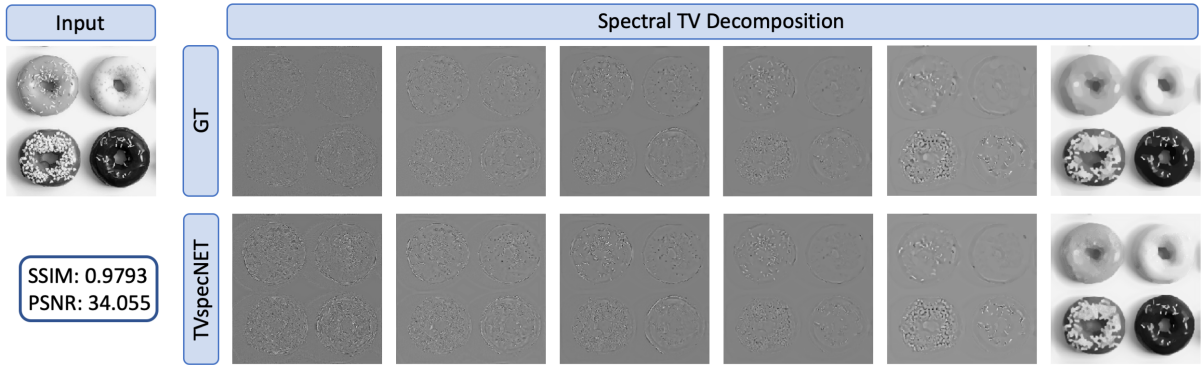 Input
Spectral TV Decomposition
GT
TVspecNET
SSIM: 0.9793
PSNR: 34.055